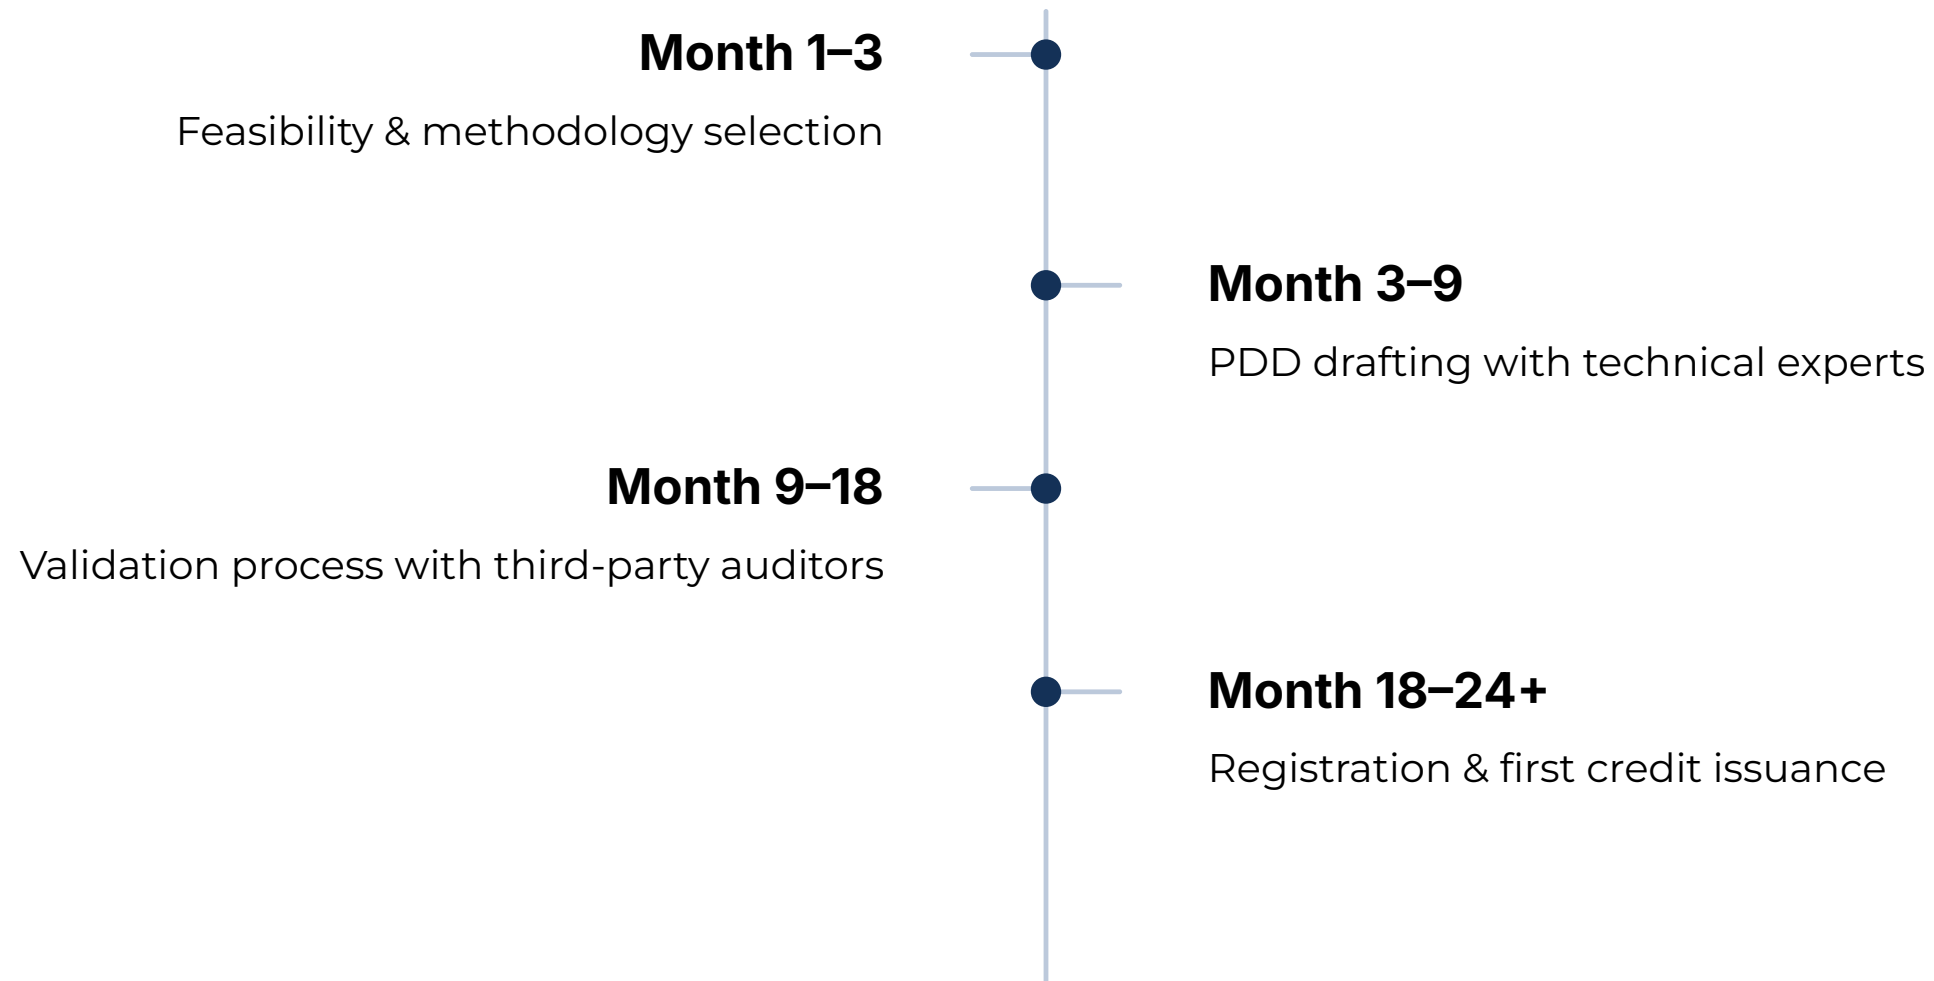 Month 1–3
Feasibility & methodology selection
Month 3–9
PDD drafting with technical experts
Month 9–18
Validation process with third-party auditors
Month 18–24+
Registration & first credit issuance